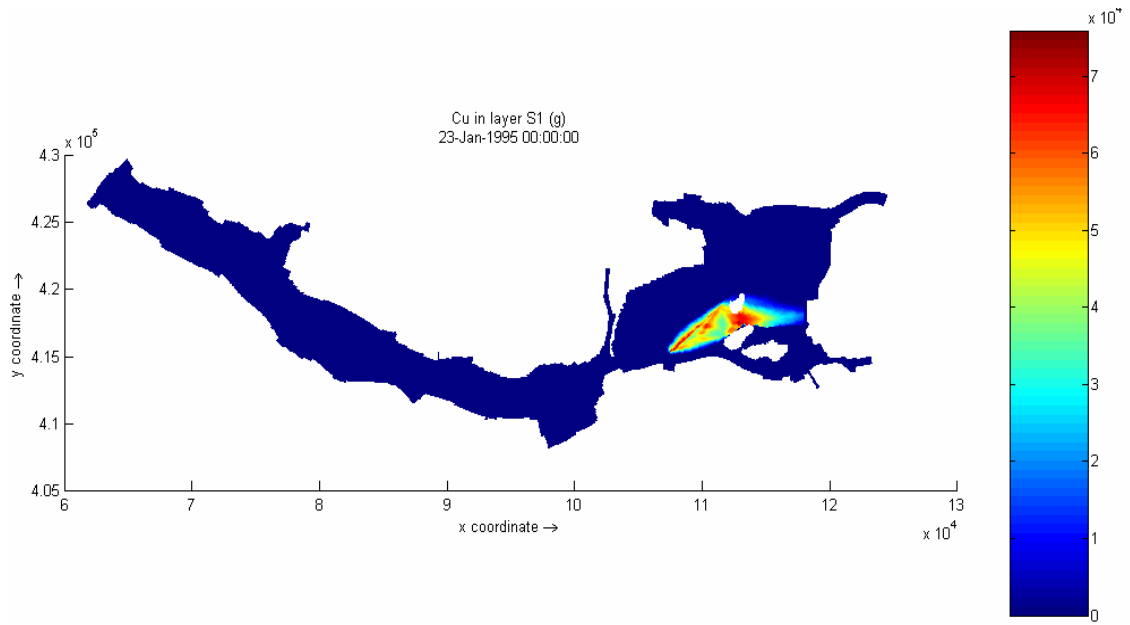 Cu in layer S1 (g)
23-Jan-1995 00:00:00
x 10^5
4.3
4.25
4.2
4.15
4.1
4.05
y coordinate →
6 7 8 9 10 11 12 13
x coordinate →
x 10^4
x 10^4
7
6
5
4
3
2
1
0